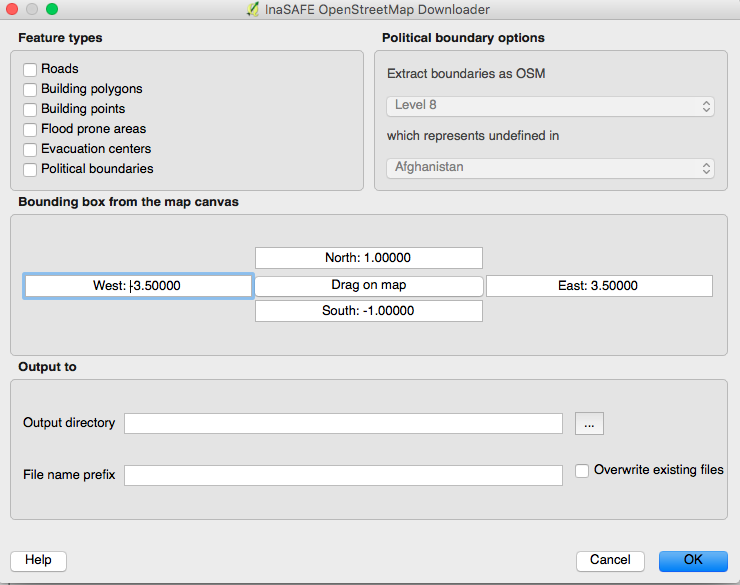 InaSAFE OpenStreetMap Downloader
Feature types
Roads
Building polygons
Building points
Flood prone areas
Evacuation centers
Political boundaries
Political boundary options
Extract boundaries as OSM
Level 8
which represents undefined in
Afghanistan
Bounding box from the map canvas
North: 1.00000
West: -3.50000
Drag on map
East: 3.50000
South: -1.00000
Output to
Output directory
...
File name prefix
Overwrite existing files
Help
Cancel
OK